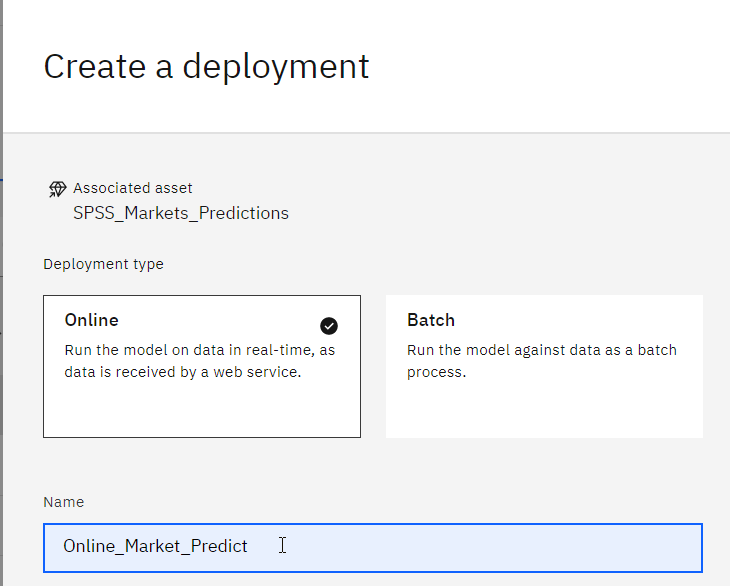 Create a deployment
Associated asset
SPSS_Markets_Predictions
Deployment type
Online
Run the model on data in real-time, as
data is received by a web service.
Batch
Run the model against data as a batch
process.
Name
Online_Market_Predict